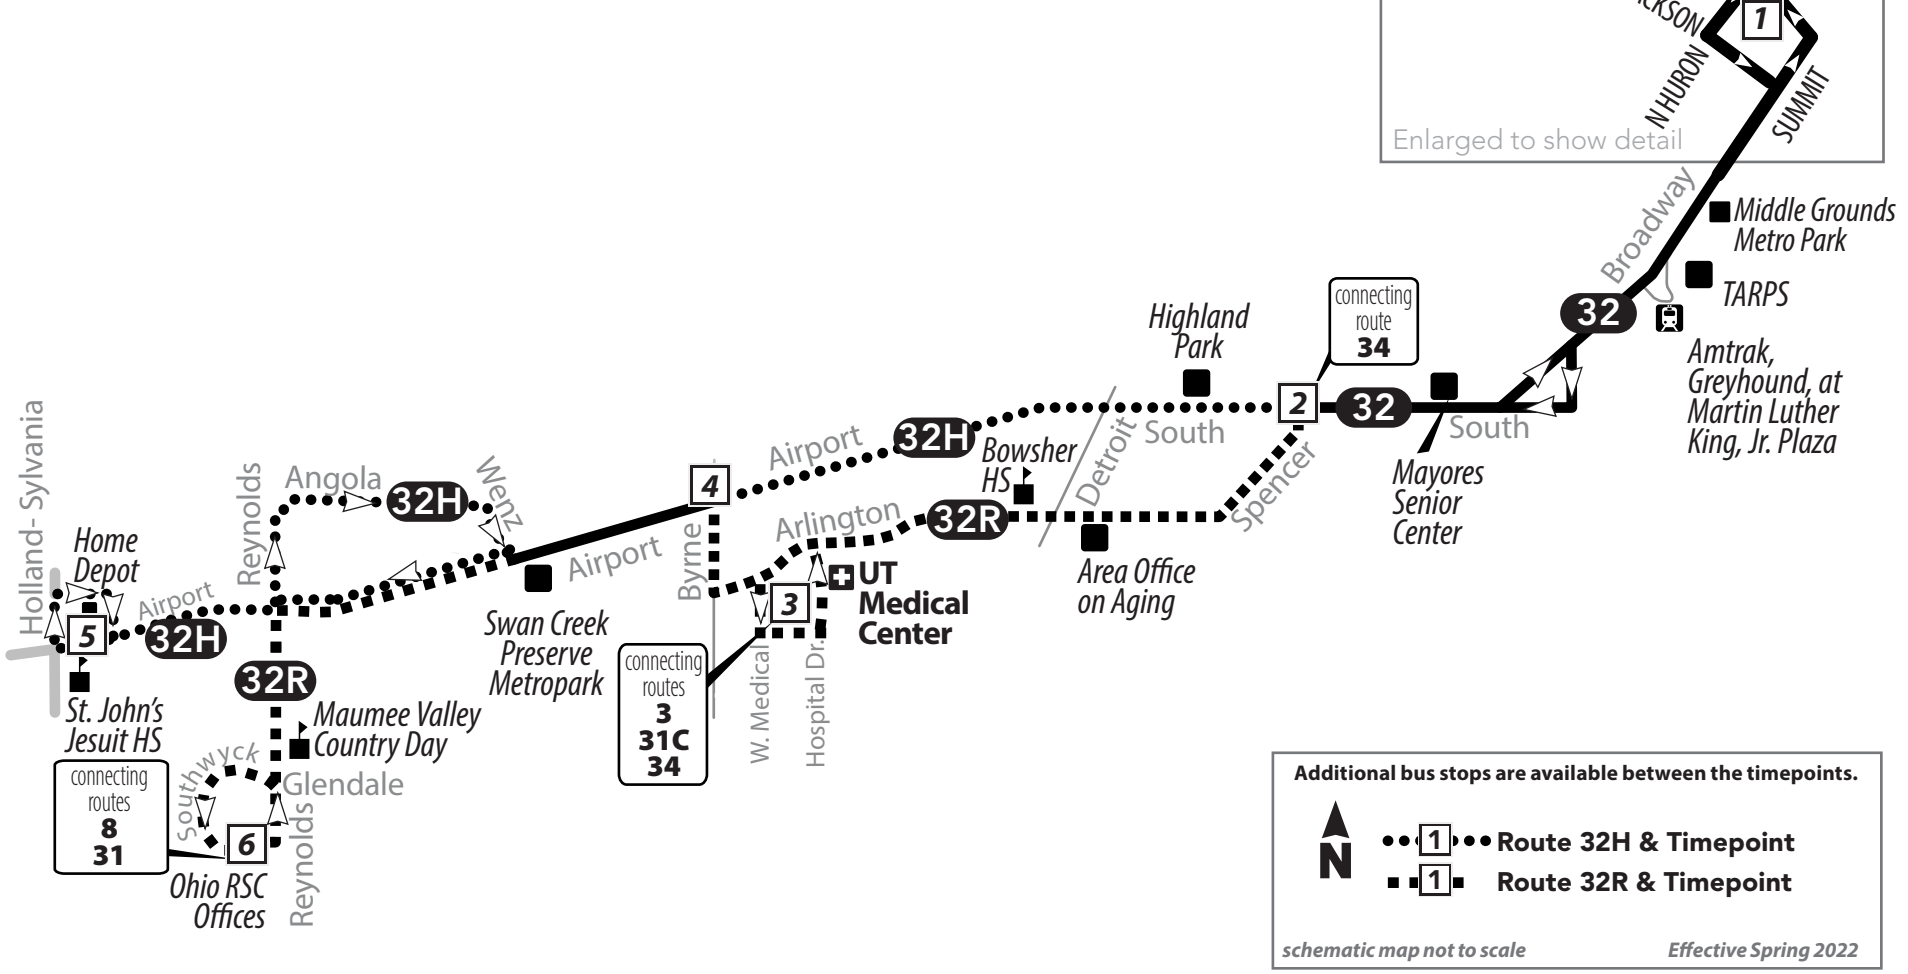 1
N HURON
SUMMIT
Enlarged to show detail
Broadway
Middle Grounds
Metro Park
TARPS
32
Amtrak,
Greyhound, at
Martin Luther
King, Jr. Plaza
connecting
route
34
Highland
Park
2
32
South
South
Mayores
Senior
Center
Spencer
Detroit
32H
Bowsher
HS
32R
Area Office
on Aging
Airport
4
Arlington
Byrne
3
UT
Medical
Center
W. Medical
Hospital Dr.
connecting
routes
3
31C
34
Airport
Swan Creek
Preserve
Metropark
Wenz
32H
Angola
Reynolds
Holland- Sylvania
Home
Depot
Airport
5
32H
St. John's
Jesuit HS
32R
Maumee Valley
Country Day
Southwyck
Glendale
Reynolds
6
Ohio RSC
Offices
connecting
routes
8
31
Additional bus stops are available between the timepoints.
N
1 Route 32H & Timepoint
1 Route 32R & Timepoint
schematic map not to scale
Effective Spring 2022